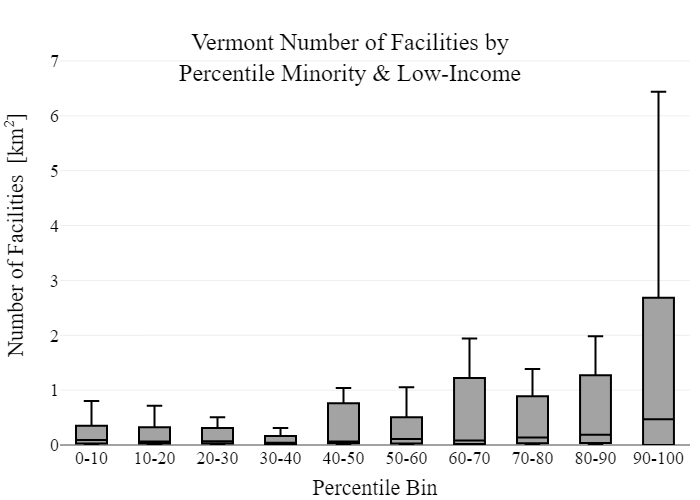 Vermont Number of Facilities by
Percentile Minority & Low-Income
Number of Facilities [km²]
7
6
5
4
3
2
1
0
0-10 10-20 20-30 30-40 40-50 50-60 60-70 70-80 80-90 90-100
Percentile Bin